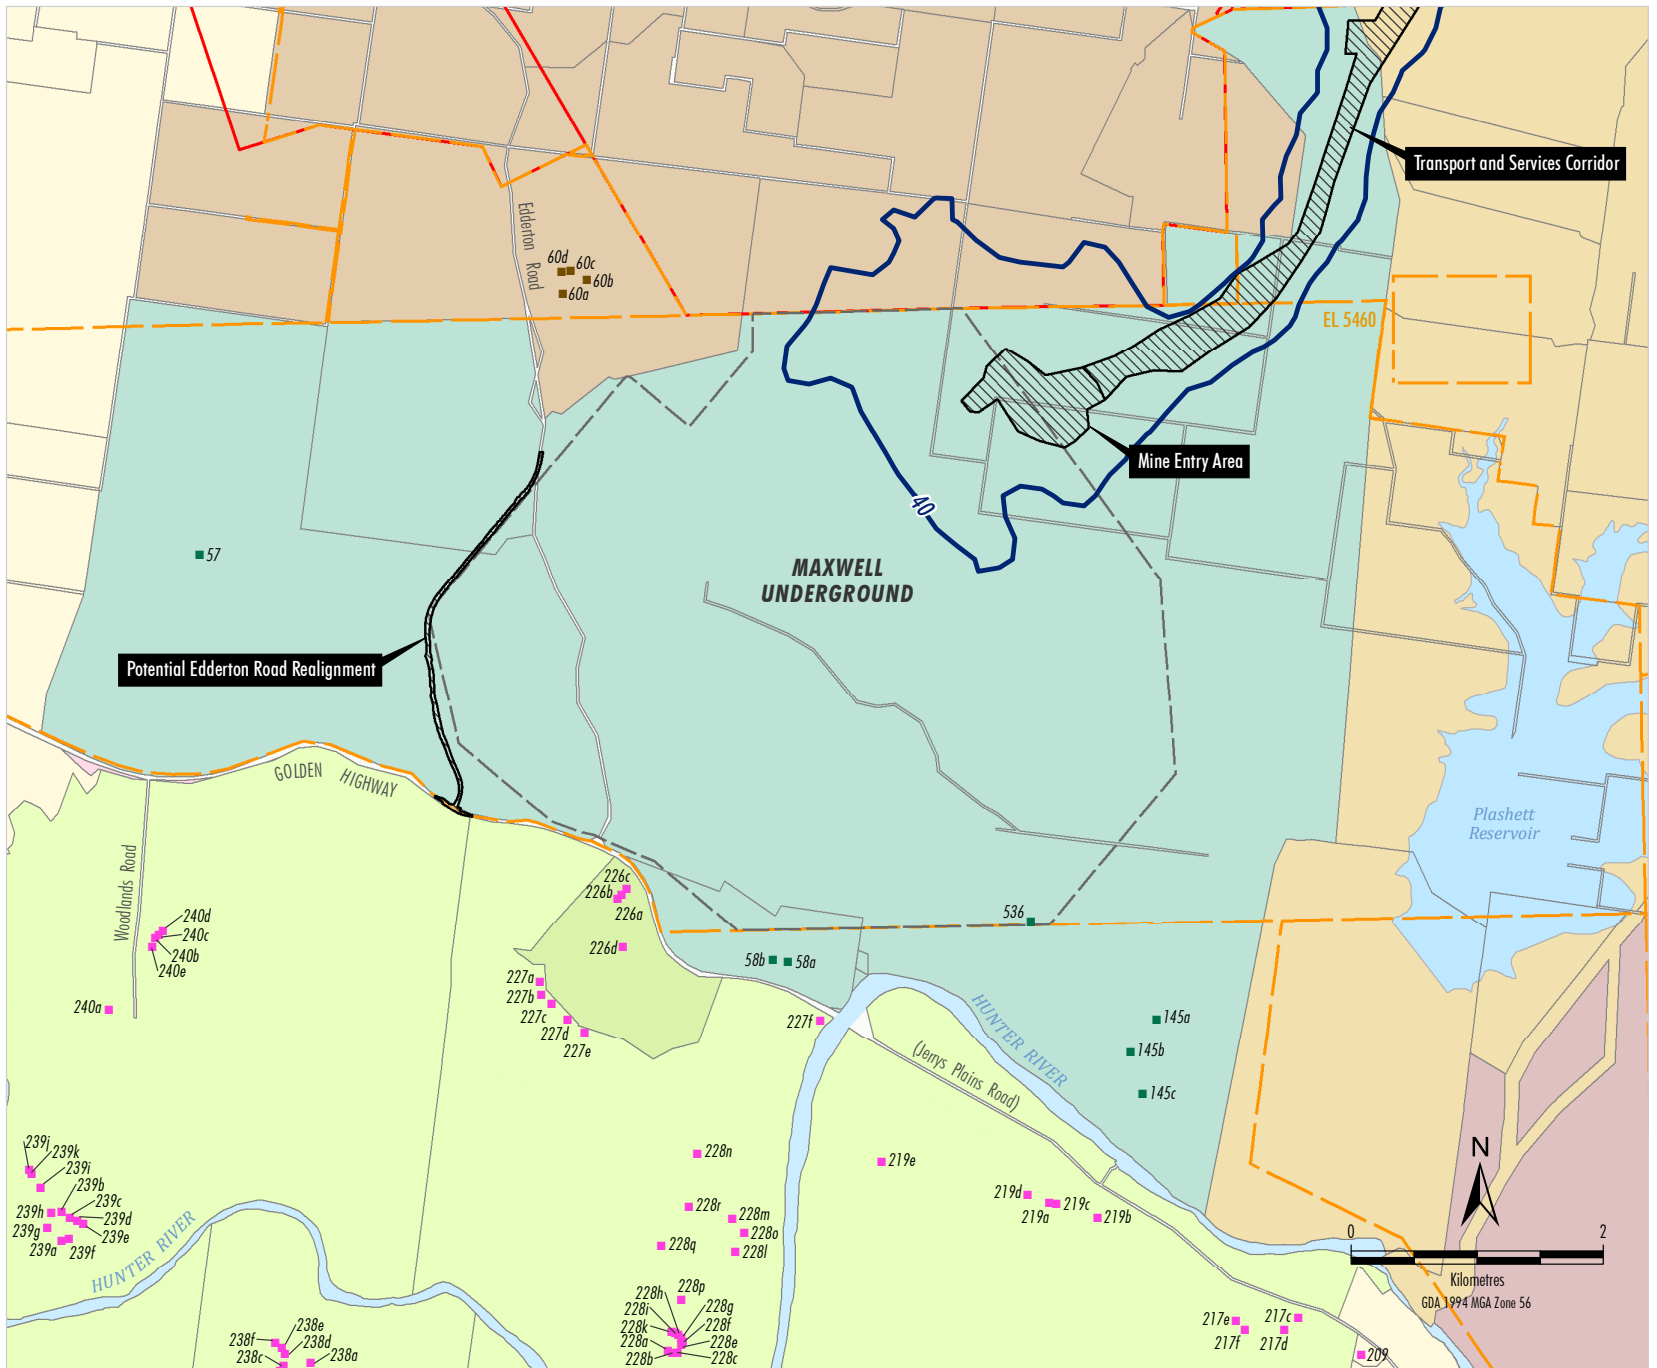 Transport and Services Corridor
Edderton Road
60d
60c
60b
60a
EL 5460
Mine Entry Area
40
57
MAXWELL
UNDERGROUND
Potential Edderton Road Realignment
GOLDEN HIGHWAY
Plashett
Reservoir
Woodlands Road
226c
226b
226a
226d
240d
240c
240b
240e
240a
536
58b
58a
227a
227b
227c
227d
227e
227f
HUNTER RIVER
145a
145b
145c
(Jerrys Plains Road)
239j
239k
239i
239b
239c
239d
239e
239h
239g
239a
239f
HUNTER RIVER
228n
228r
228m
228o
228l
228q
219e
219d
219a
219c
219b
N
0
2
Kilometres
GDA 1994 MGA Zone 56
228p
228h
228g
228i
228f
228k
228e
228a
228c
228b
238e
238f
238d
238c
238a
217e
217c
217f
217d
209